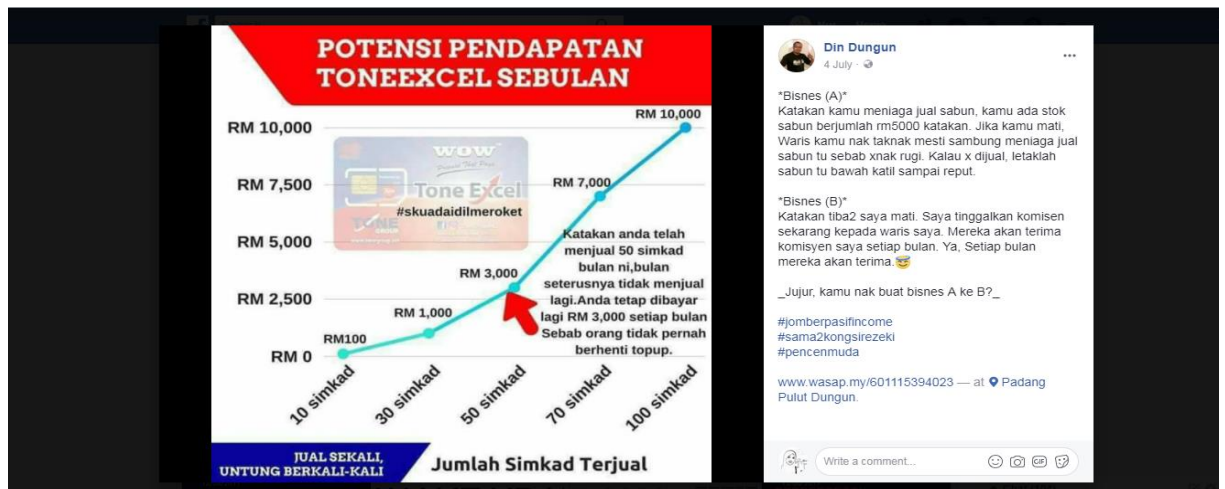 POTENSI PENDAPATAN
TONEEXCEL SEBULAN
RM 10,000
RM 7,500
RM 5,000
RM 2,500
RM 0
RM100
RM 1,000
RM 3,000
RM 7,000
RM 10,000
WOW
Tone Excel
TONE
#skuadaidilmeroket
Katakan anda telah
menjual 50 simkad
bulan ni,bulan
seterusnya tidak menjual
lagi.Anda tetap dibayar
lagi RM 3,000 setiap bulan
Sebab orang tidak pernah
berhenti topup.
10 simkad
30 simkad
50 simkad
70 simkad
100 simkad
JUAL SEKALI,
UNTUNG BERKALI-KALI
Jumlah Simkad Terjual
Din Dungun
4 July
*Bisnes (A)*
Katakan kamu meniaga jual sabun, kamu ada stok
sabun berjumlah rm5000 katakan. Jika kamu mati,
Waris kamu nak taknak mesti sambung meniaga jual
sabun tu sebab xnak rugi. Kalau x dijual, letaklah
sabun tu bawah katil sampai reput.
*Bisnes (B)*
Katakan tiba2 saya mati. Saya tinggalkan komisen
sekarang kepada waris saya. Mereka akan terima
komisyen saya setiap bulan. Ya, Setiap bulan
mereka akan terima.😇
_Jujur, kamu nak buat bisnes A ke B?_
#jomberpasifincome
#sama2kongsirezeki
#pencenmuda
www.wasap.my/601115394023 — at Padang
Pulut Dungun.
Write a comment...
GIF